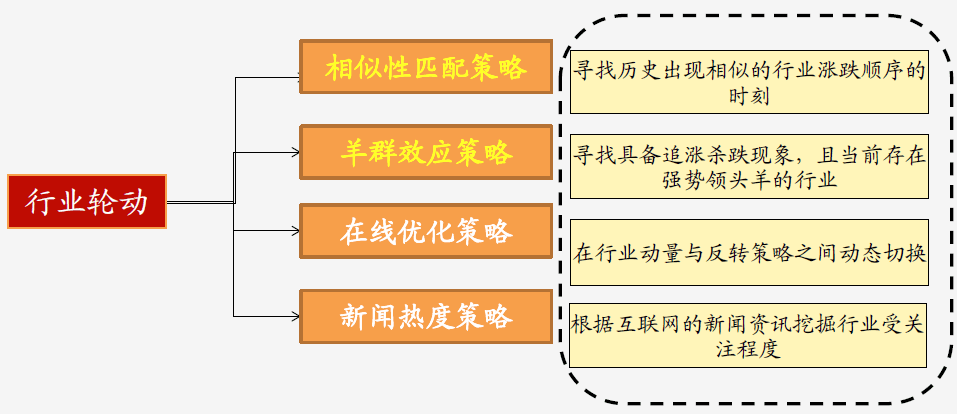 行业轮动
相似性匹配策略
寻找历史出现相似的行业涨跌顺序的
时刻
羊群效应策略
寻找具备追涨杀跌现象，且当前存在
强势领头羊的行业
在线优化策略
在行业动量与反转策略之间动态切换
新闻热度策略
根据互联网的新闻资讯挖掘行业受关
注程度